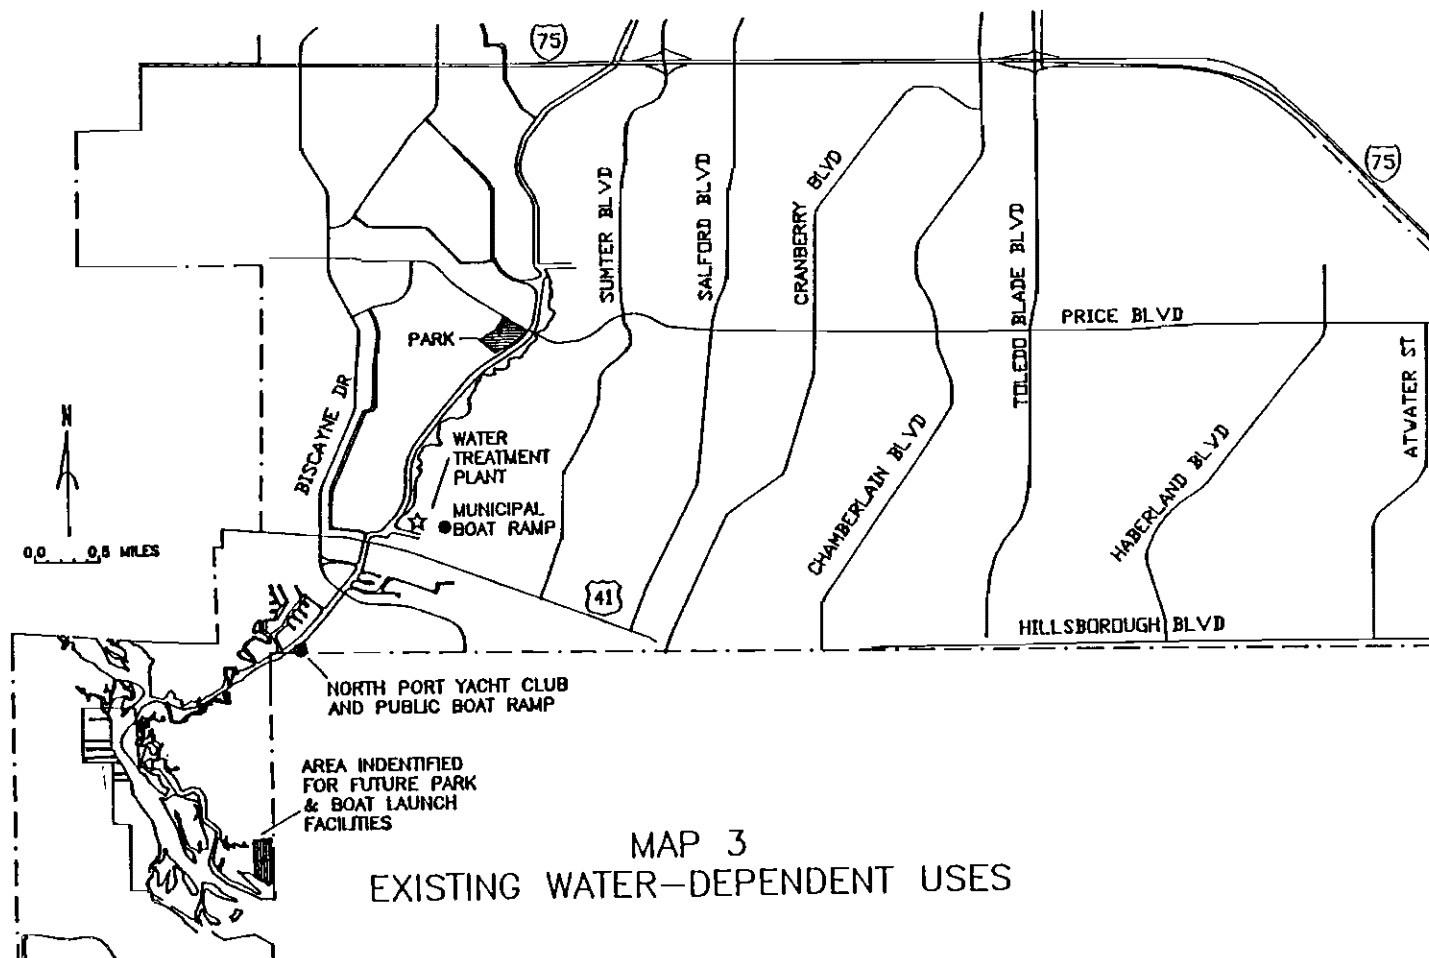 75
75
SUMTER BLVD
SALFORD BLVD
CRANBERRY BLVD
TOLEDO BLADE BLVD
PRICE BLVD
PARK
BISCAYNE DR
ATWATER ST
N
WATER
TREATMENT
PLANT
CHAMBERLAIN BLVD
HABERLAND BLVD
MUNICIPAL
BOAT RAMP
0.0 0.5 MILES
41
HILLSBOROUGH BLVD
NORTH PORT YACHT CLUB
AND PUBLIC BOAT RAMP
AREA INDENTIFIED
FOR FUTURE PARK
& BOAT LAUNCH
FACILITIES
MAP 3
EXISTING WATER-DEPENDENT USES